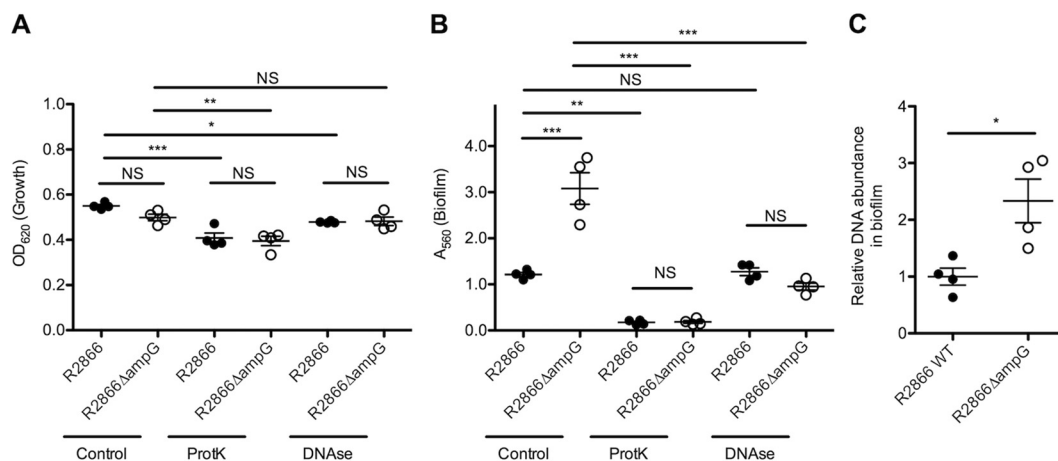 A
NS
**
*
***
NS
NS
NS
1.0
0.8
0.6
0.4
0.2
0.0
OD620 (Growth)
R2866
R2866ΔampG
R2866
R2866ΔampG
R2866
R2866ΔampG
Control
ProtK
DNAse
B
***
***
NS
**
***
NS
NS
4.0
3.0
2.0
1.0
0.0
A560 (Biofilm)
R2866
R2866ΔampG
R2866
R2866ΔampG
R2866
R2866ΔampG
Control
ProtK
DNAse
C
*
4
3
2
1
0
Relative DNA abundance
in biofilm
R2866 WT
R2866ΔampG